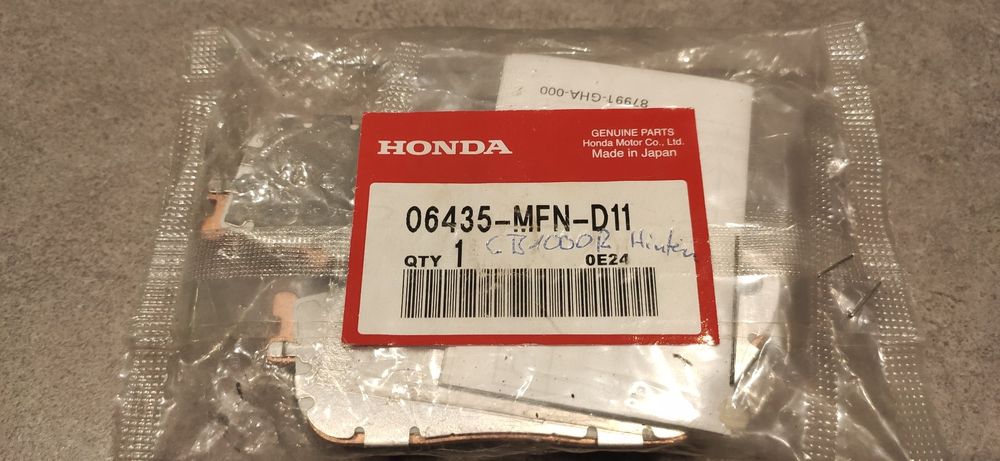 87991-GHA-000
HONDA
GENUINE PARTS
Honda Motor Co., Ltd.
Made in Japan
06435-MFN-D11
CB1000R Hinten
QTY 1 0E24